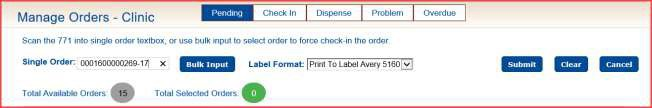 Manage Orders - Clinic
Pending Check In Dispense Problem Overdue
Scan the 771 into single order textbox, or use bulk input to select order to force check-in the order.
Single Order: 0001600000269-17 × Bulk Input Label Format: Print To Label Avery 5160 Submit Clear Cancel
Total Available Orders: 15 Total Selected Orders: 0